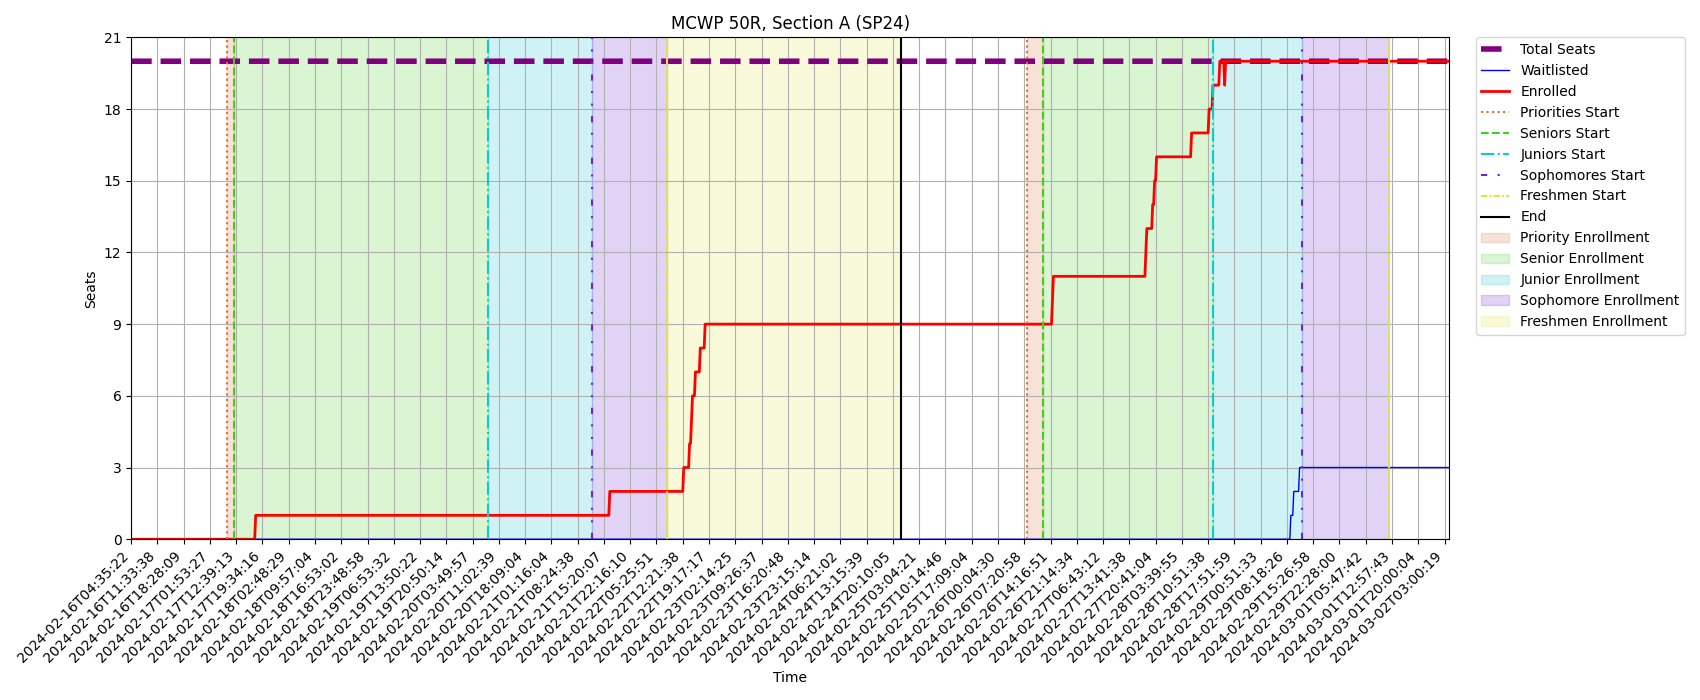 MCWP 50R, Section A (SP24)
21
18
15
12
9
6
3
0
Seats
2024-02-16T04:35:22
2024-02-16T11:33:38
2024-02-16T18:28:09
2024-02-17T01:53:27
2024-02-17T12:39:13
2024-02-17T19:34:16
2024-02-18T02:48:29
2024-02-18T09:57:04
2024-02-18T16:53:02
2024-02-18T23:48:58
2024-02-19T06:53:32
2024-02-19T13:50:22
2024-02-19T20:50:14
2024-02-20T03:49:57
2024-02-20T11:02:39
2024-02-20T18:09:04
2024-02-21T01:16:04
2024-02-21T08:24:38
2024-02-21T15:20:07
2024-02-21T22:16:10
2024-02-22T05:25:51
2024-02-22T12:21:38
2024-02-22T19:17:17
2024-02-23T02:14:25
2024-02-23T09:26:37
2024-02-23T16:20:48
2024-02-23T23:15:14
2024-02-24T06:21:02
2024-02-24T13:15:39
2024-02-24T20:10:05
2024-02-25T03:04:21
2024-02-25T10:14:46
2024-02-25T17:09:04
2024-02-26T00:04:30
2024-02-26T07:20:58
2024-02-26T14:16:51
2024-02-26T21:14:34
2024-02-27T06:43:12
2024-02-27T13:41:38
2024-02-27T20:41:04
2024-02-28T03:39:55
2024-02-28T10:51:38
2024-02-28T17:51:59
2024-02-29T00:51:33
2024-02-29T08:18:26
2024-02-29T15:26:58
2024-02-29T22:28:00
2024-03-01T05:47:42
2024-03-01T12:57:43
2024-03-01T20:00:04
2024-03-02T03:00:19
Time
Total Seats
Waitlisted
Enrolled
Priorities Start
Seniors Start
Juniors Start
Sophomores Start
Freshmen Start
End
Priority Enrollment
Senior Enrollment
Junior Enrollment
Sophomore Enrollment
Freshmen Enrollment